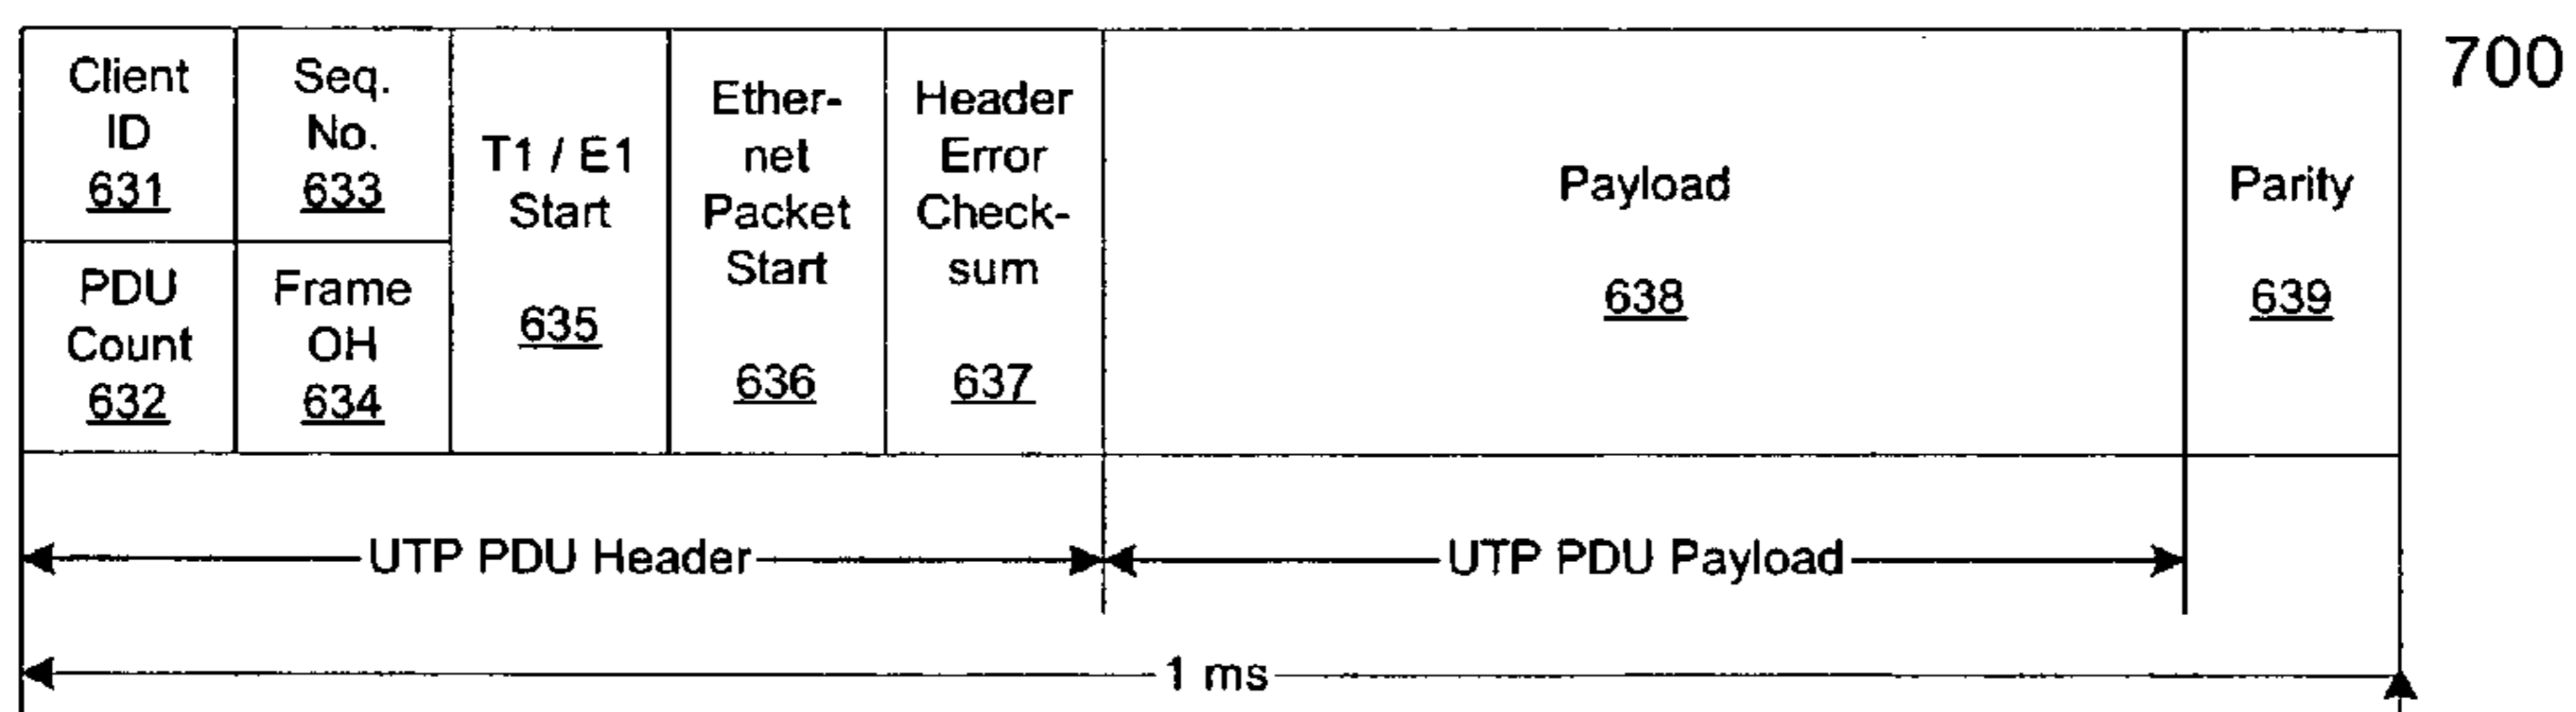 Client
ID
631
PDU
Count
632
Seq.
No.
633
Frame
OH
634
T1 / E1
Start
635
Ether-
net
Packet
Start
636
Header
Error
Check-
sum
637
Payload
638
Parity
639
700
UTP PDU Header
UTP PDU Payload
1 ms